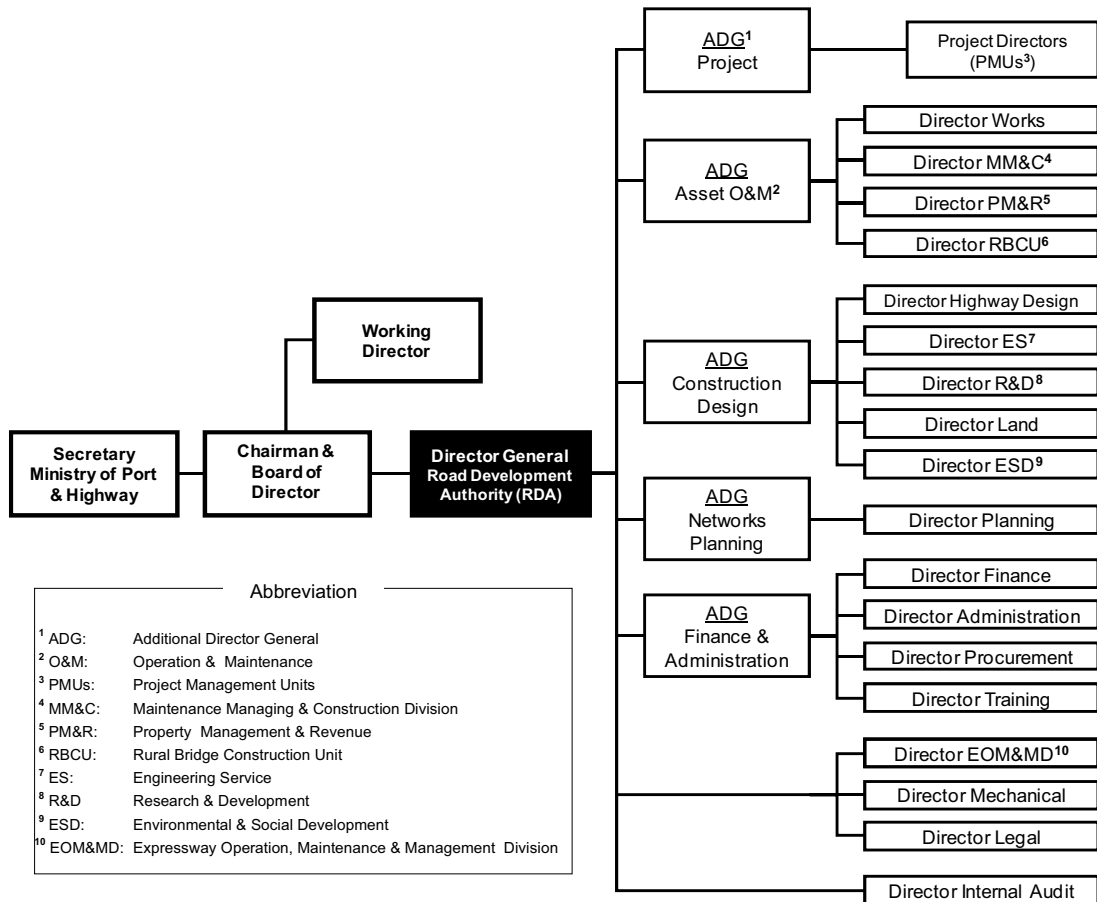 ADG¹
Project
Project Directors
(PMUs³)
ADG
Asset O&M²
Director Works
Director MM&C⁴
Director PM&R⁵
Director RBCU⁶
Working
Director
ADG
Construction
Design
Director Highway Design
Director ES⁷
Director R&D⁸
Director Land
Director ESD⁹
Secretary
Ministry of Port
& Highway
Chairman &
Board of
Director
Director General
Road Development
Authority (RDA)
ADG
Networks
Planning
Director Planning
ADG
Finance &
Administration
Director Finance
Director Administration
Director Procurement
Director Training
Director EOM&MD¹⁰
Director Mechanical
Director Legal
Director Internal Audit
Abbreviation
¹ ADG: Additional Director General
² O&M: Operation & Maintenance
³ PMUs: Project Management Units
⁴ MM&C: Maintenance Managing & Construction Division
⁵ PM&R: Property Management & Revenue
⁶ RBCU: Rural Bridge Construction Unit
⁷ ES: Engineering Service
⁸ R&D Research & Development
⁹ ESD: Environmental & Social Development
¹⁰ EOM&MD: Expressway Operation, Maintenance & Management Division